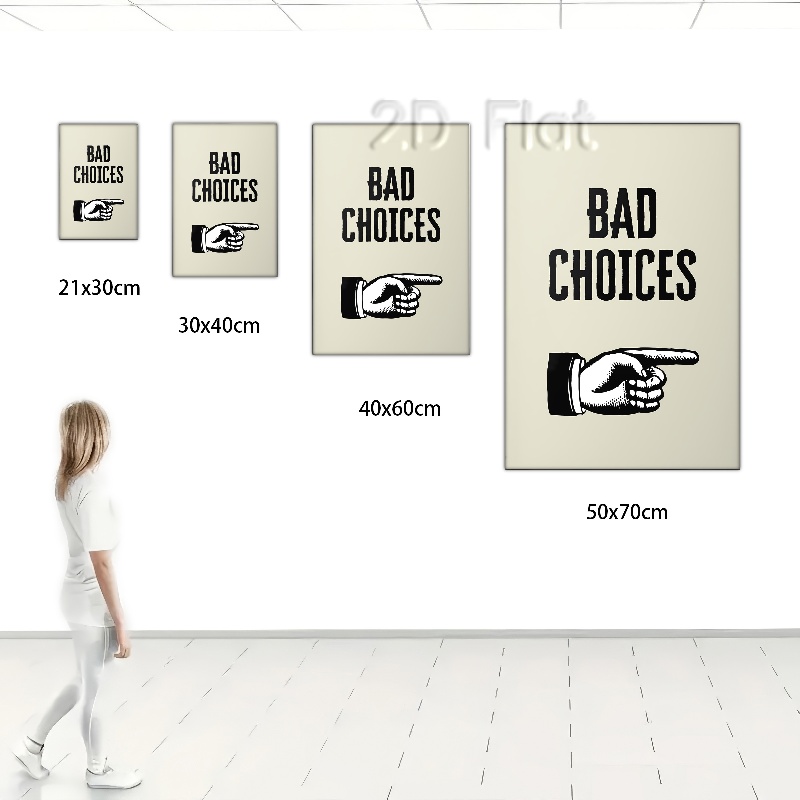 2D Flat
BAD
CHOICES
21x30cm
BAD
CHOICES
30x40cm
BAD
CHOICES
40x60cm
BAD
CHOICES
50x70cm